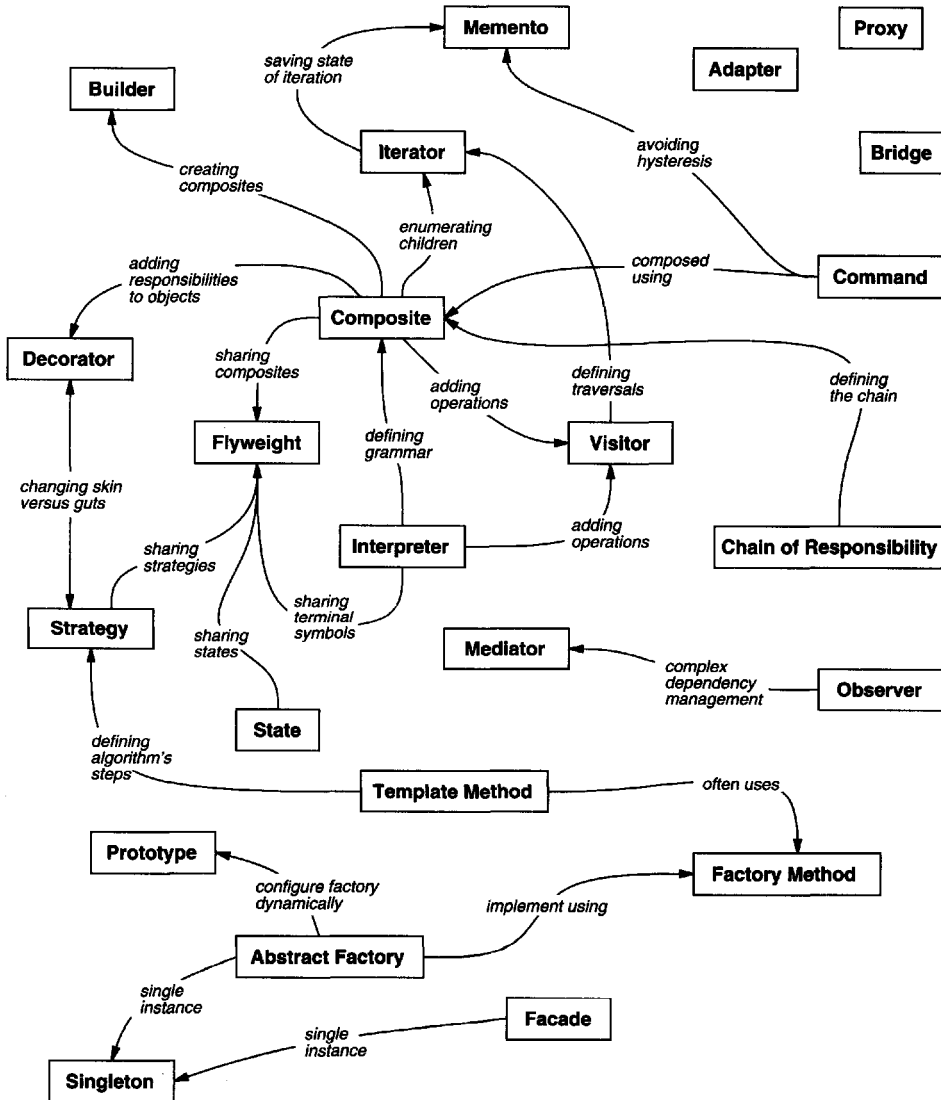 Memento
Proxy
saving state
of iteration
Adapter
Builder
avoiding
hysteresis
Iterator
Bridge
creating
composites
enumerating
children
adding
responsibilities
to objects
composed
using
Command
Composite
Decorator
sharing
composites
adding
operations
defining
traversals
defining
the chain
Flyweight
defining
grammar
Visitor
changing skin
versus guts
sharing
strategies
Interpreter
adding
operations
Chain of Responsibility
Strategy
sharing
states
sharing
terminal
symbols
Mediator
complex
dependency
management
Observer
State
defining
algorithm's
steps
Template Method
often uses
Prototype
Factory Method
configure factory
dynamically
implement using
Abstract Factory
single
instance
Facade
single
instance
Singleton